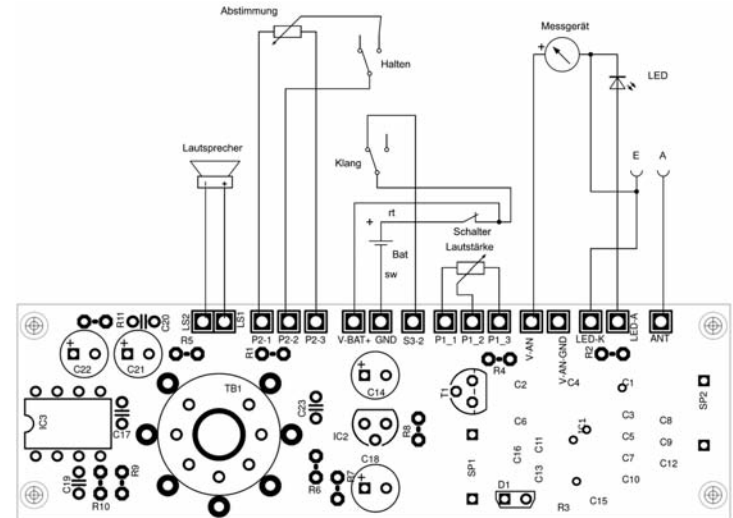 Abstimmung
Messgerät
+
Halten
LED
Lautsprecher
Klang
E A
- +
rt
+
Schalter
Bat
Lautstärke
sw
R11
C20
LS2
LS1
P2-1 P2-2 P2-3
V-BAT+ GND
S3-2
P1_1 P1_2 P1_3
V-AN
V-AN-GND
LED-K
LED-A
ANT
R5
R1
R4
R2
+
C22
+
C21
TB1
+
C14
T1
C2
C4
C1
SP2
IC3
C17
C23
IC2
R8
C6
IC1
C3
C8
C11
C5
C9
C16
C7
C12
C18
SP1
C13
C10
C19
R9
R10
R6
R7
+
D1
R3
C15